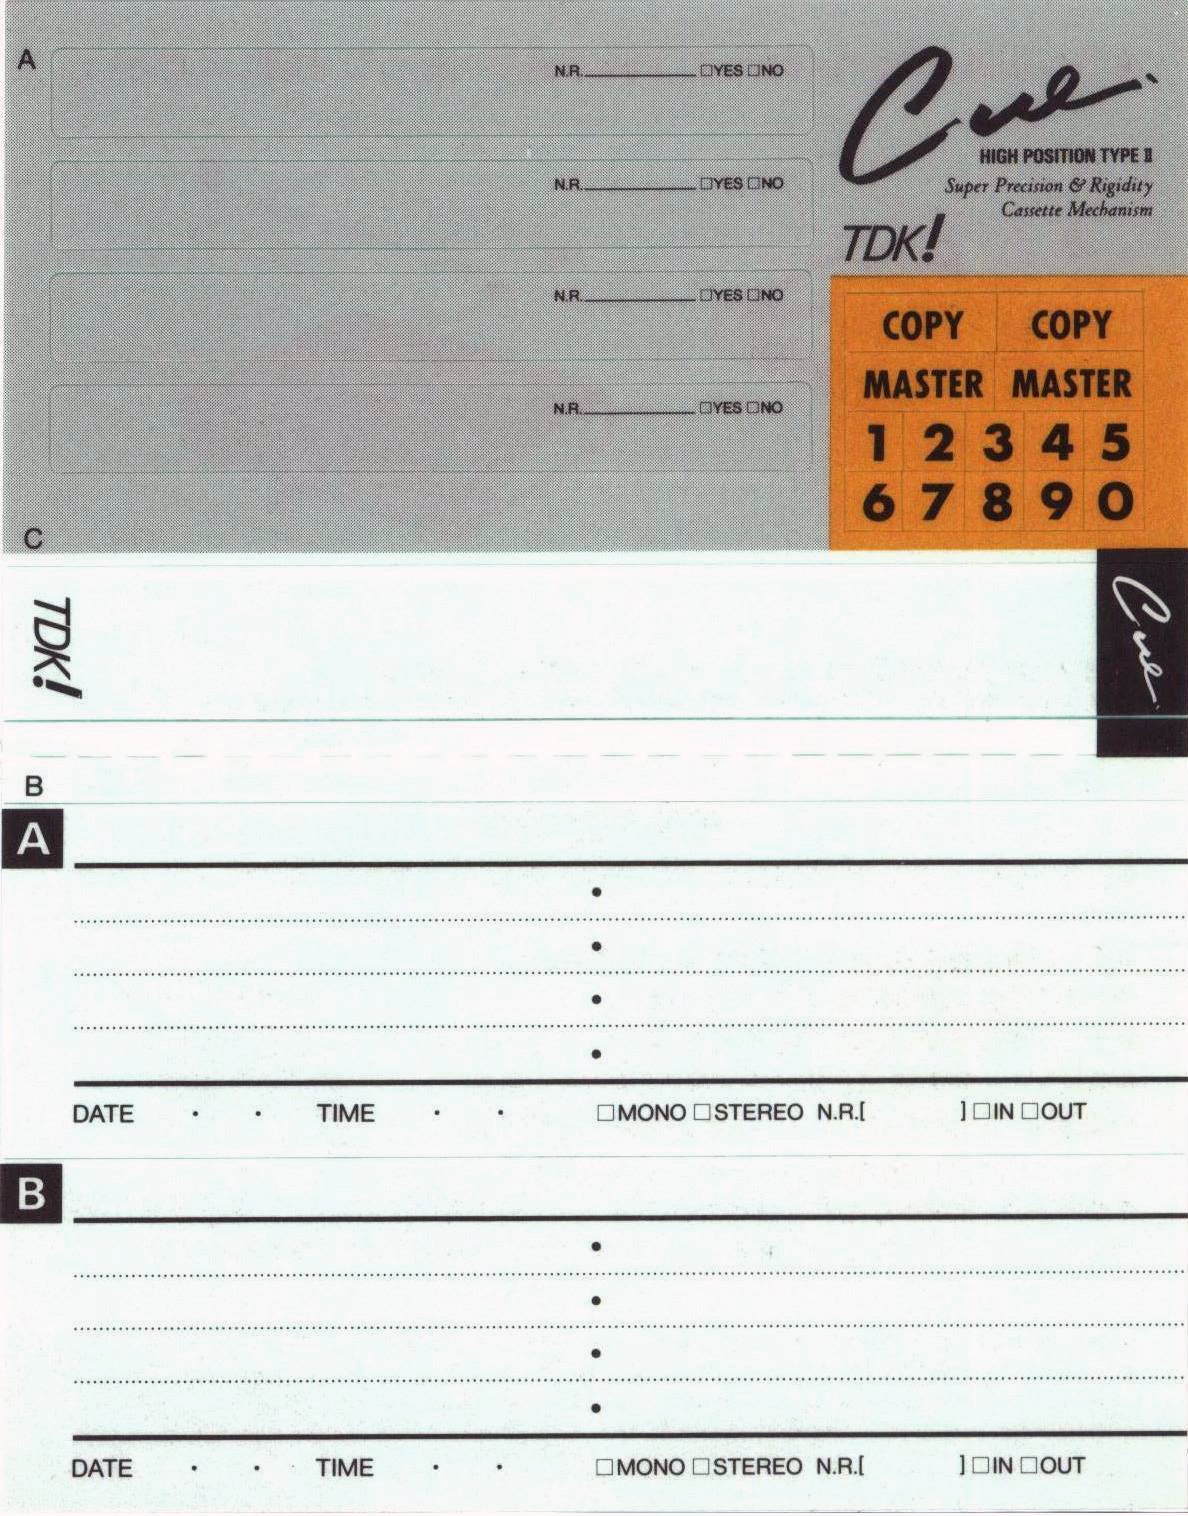 A
N.R. ☐YES ☐NO
N.R. ☐YES ☐NO
N.R. ☐YES ☐NO
N.R. ☐YES ☐NO
C
Cue
HIGH POSITION TYPE II
Super Precision & Rigidity
Cassette Mechanism
TDK!
COPY COPY
MASTER MASTER
1 2 3 4 5
6 7 8 9 0
TDK!
Cue
B
A
DATE · · TIME · · ☐MONO ☐STEREO N.R.[ ] ☐IN ☐OUT
B
DATE · · TIME · · ☐MONO ☐STEREO N.R.[ ] ☐IN ☐OUT